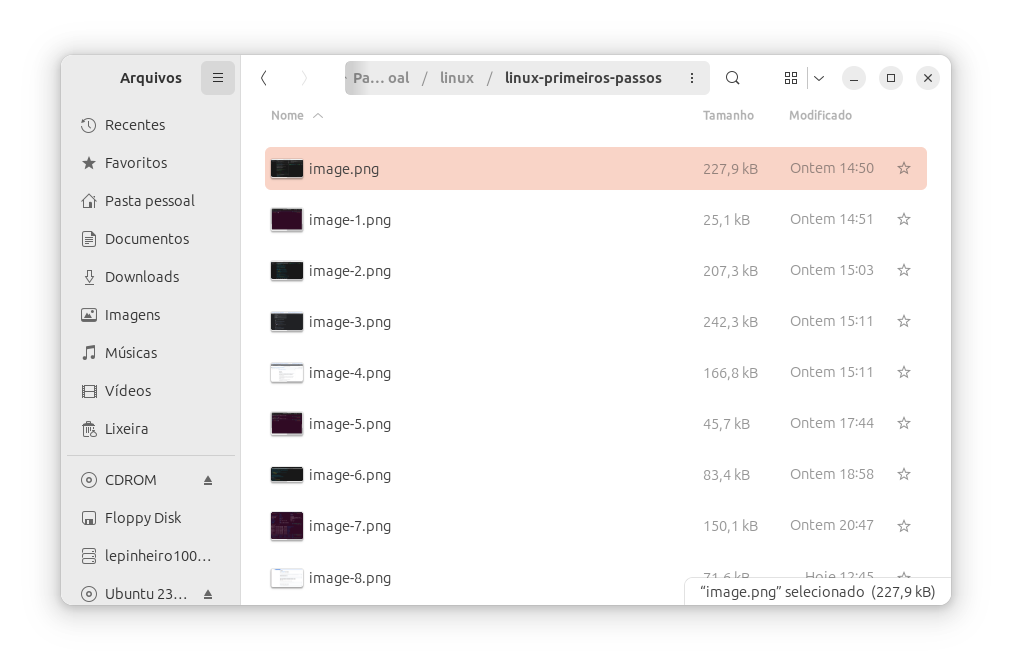 Arquivos
Pa… oal / linux / linux-primeiros-passos
Recentes
Favoritos
Pasta pessoal
Documentos
Downloads
Imagens
Músicas
Vídeos
Lixeira
CDROM
Floppy Disk
lepinheiro100…
Ubuntu 23…
Nome Tamanho Modificado
image.png 227,9 kB Ontem 14:50
image-1.png 25,1 kB Ontem 14:51
image-2.png 207,3 kB Ontem 15:03
image-3.png 242,3 kB Ontem 15:11
image-4.png 166,8 kB Ontem 15:11
image-5.png 45,7 kB Ontem 17:44
image-6.png 83,4 kB Ontem 18:58
image-7.png 150,1 kB Ontem 20:47
image-8.png 71,6 kB Hoje 12:45
“image.png” selecionado (227,9 kB)